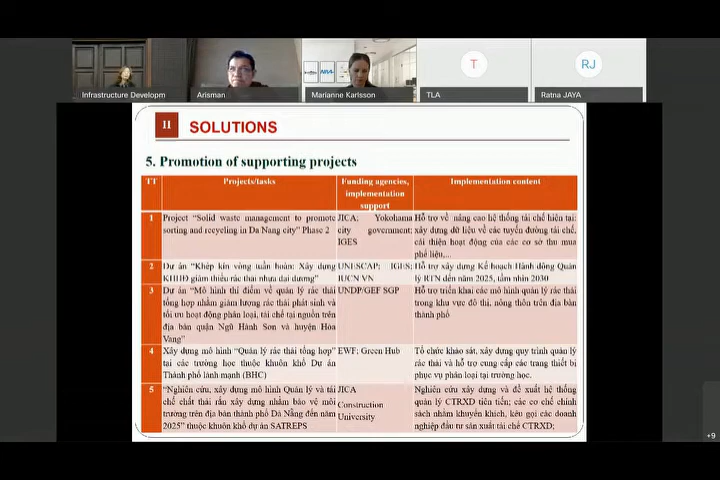 Infrastructure Developm
Arisman
Marianne Karlsson
T
TLA
RJ
Ratna JAYA
11
SOLUTIONS
5. Promotion of supporting projects
TT
Projects/tasks
Funding agencies,
implementation
support
Implementation content
1
Project “Solid waste management to promote
sorting and recycling in Da Nang city” Phase 2
JICA; Yokohama
city government;
IGES
Hỗ trợ về nâng cao hệ thống tái chế hiện tại;
xây dựng dữ liệu về các tuyến đường tái chế,
cải thiện hoạt động của các cơ sở thu mua
phế liệu,...
2
Dự án “Khép kín vòng tuần hoàn: Xây dựng
KHHĐ giảm thiểu rác thải nhựa đại dương”
UNESCAP; IGES;
IUCN VN
Hỗ trợ xây dựng Kế hoạch Hành động Quản
lý RTN đến năm 2025, tầm nhìn 2030
3
Dự án “Mô hình thí điểm về quản lý rác thải
tổng hợp nhằm giảm lượng rác thải phát sinh và
tối ưu hoạt động phân loại, tái chế tại nguồn trên
địa bàn quận Ngũ Hành Sơn và huyện Hòa
Vang”
UNDP/GEF SGP
Hỗ trợ triển khai các mô hình quản lý rác thải
trong khu vực đô thị, nông thôn trên địa bàn
thành phố
4
Xây dựng mô hình “Quản lý rác thải tổng hợp”
tại các trường học thuộc khuôn khổ Dự án
Thành phố lành mạnh (BHC)
EWF; Green Hub
Tổ chức khảo sát, xây dựng quy trình quản lý
rác thải và hỗ trợ cung cấp các trang thiết bị
phục vụ phân loại tại trường học.
5
“Nghiên cứu, xây dựng mô hình Quản lý và tái
chế chất thải rắn xây dựng nhằm bảo vệ môi
trường trên địa bàn thành phố Đà Nẵng đến năm
2025” thuộc khuôn khổ dự án SATREPS
JICA
Construction
University
Nghiên cứu xây dựng và đề xuất hệ thống
quản lý CTRXD tiên tiến; các cơ chế chính
sách nhằm khuyến khích, kêu gọi các doanh
nghiệp đầu tư sản xuất tái chế CTRXD;
+9